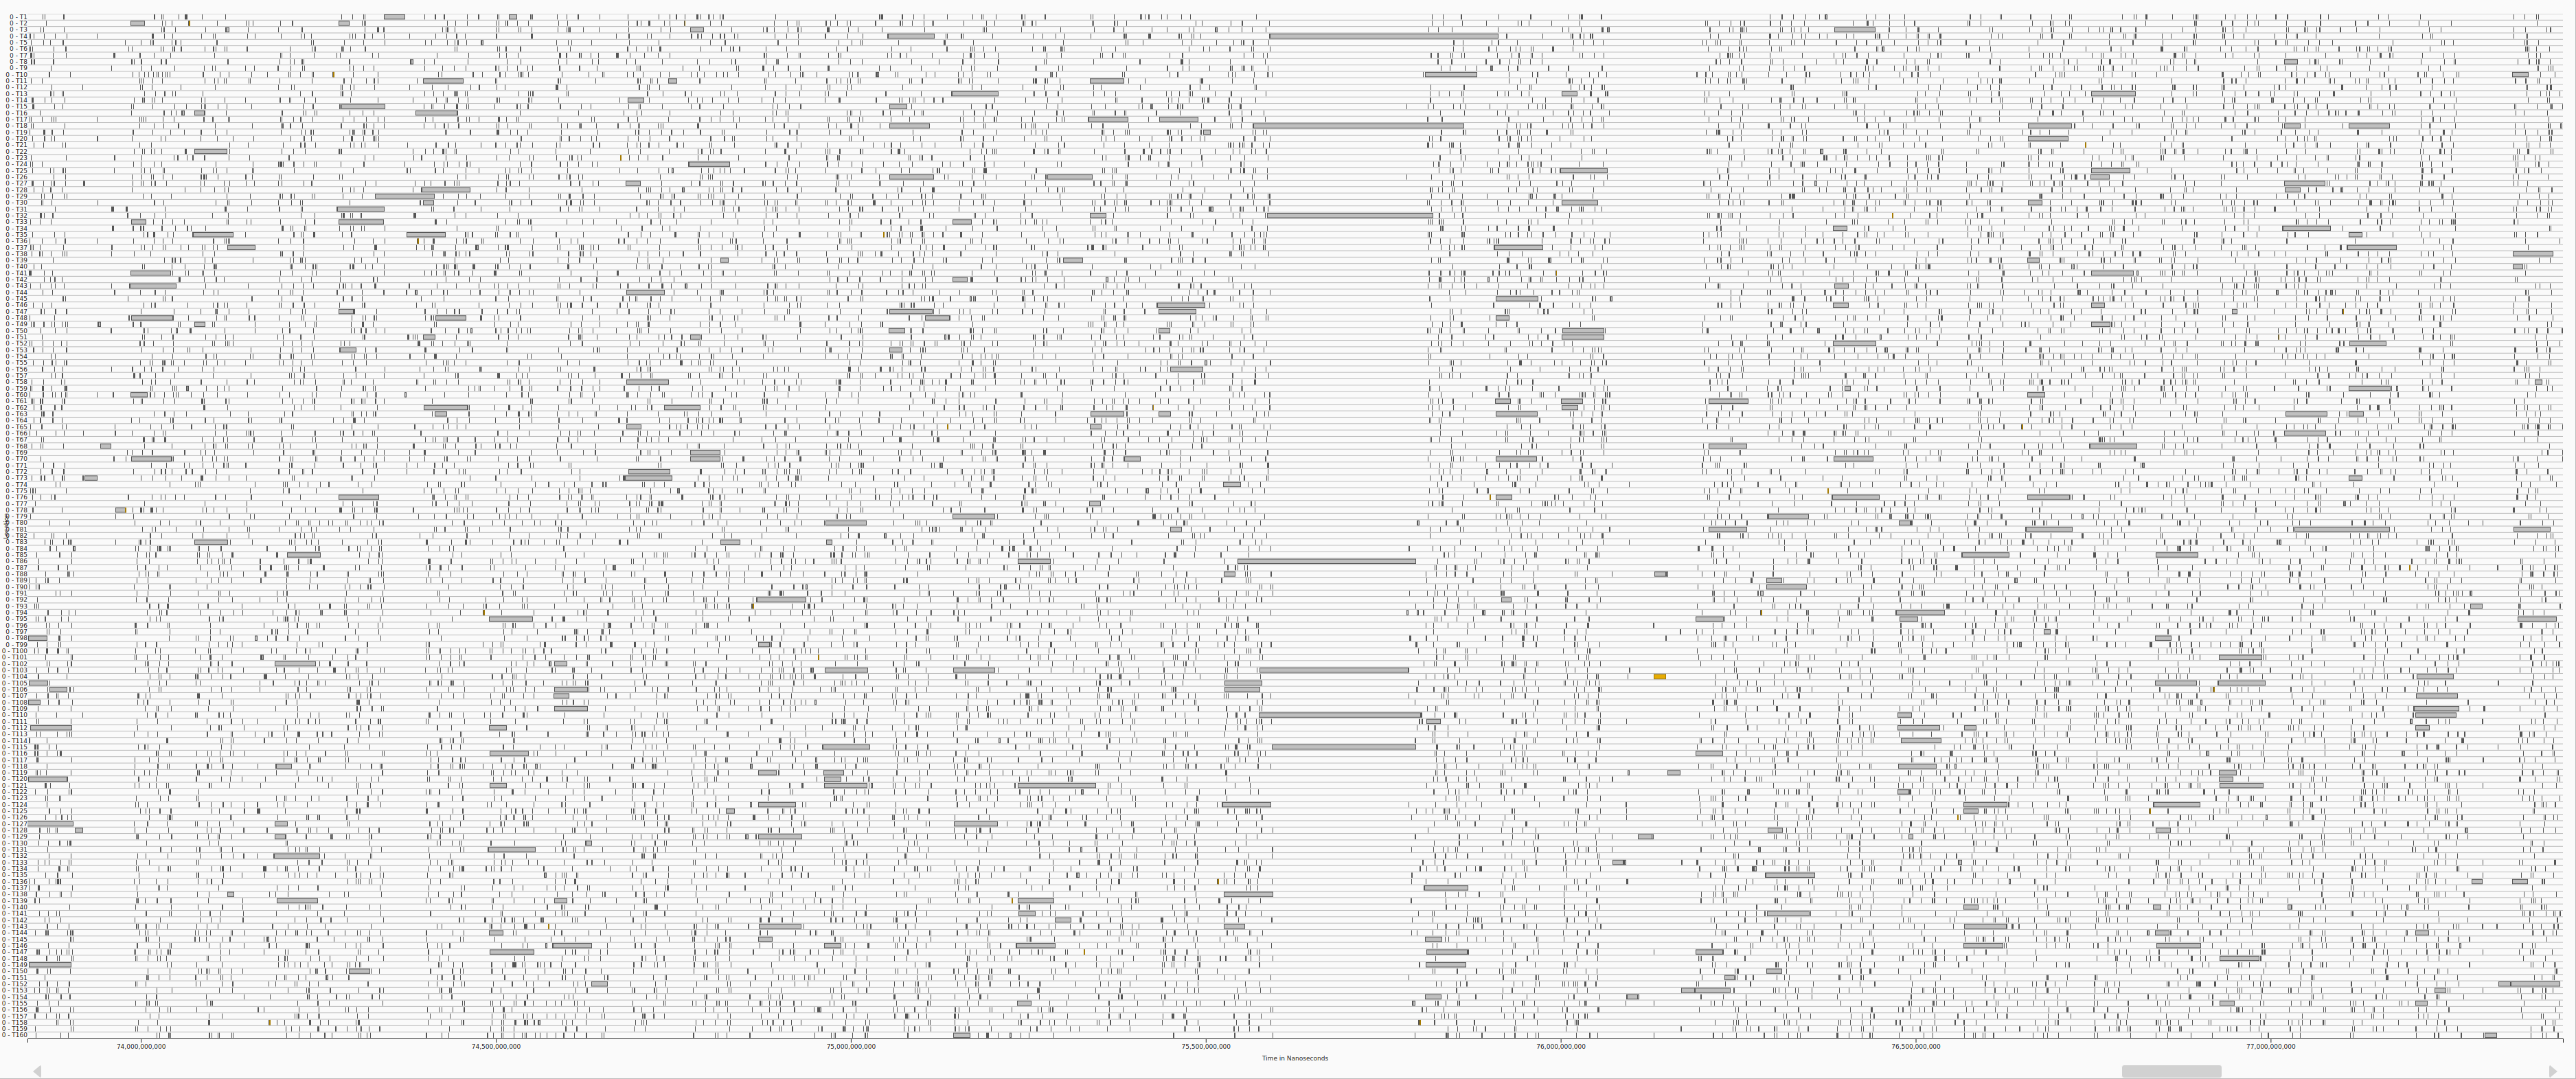 0 - T1
0 - T2
0 - T3
0 - T4
0 - T5
0 - T6
0 - T7
0 - T8
0 - T9
0 - T10
0 - T11
0 - T12
0 - T13
0 - T14
0 - T15
0 - T16
0 - T17
0 - T18
0 - T19
0 - T20
0 - T21
0 - T22
0 - T23
0 - T24
0 - T25
0 - T26
0 - T27
0 - T28
0 - T29
0 - T30
0 - T31
0 - T32
0 - T33
0 - T34
0 - T35
0 - T36
0 - T37
0 - T38
0 - T39
0 - T40
0 - T41
0 - T42
0 - T43
0 - T44
0 - T45
0 - T46
0 - T47
0 - T48
0 - T49
0 - T50
0 - T51
0 - T52
0 - T53
0 - T54
0 - T55
0 - T56
0 - T57
0 - T58
0 - T59
0 - T60
0 - T61
0 - T62
0 - T63
0 - T64
0 - T65
0 - T66
0 - T67
0 - T68
0 - T69
0 - T70
0 - T71
0 - T72
0 - T73
0 - T74
0 - T75
0 - T76
0 - T77
0 - T78
0 - T79
0 - T80
0 - T81
0 - T82
0 - T83
0 - T84
0 - T85
0 - T86
0 - T87
0 - T88
0 - T89
0 - T90
0 - T91
0 - T92
0 - T93
0 - T94
0 - T95
0 - T96
0 - T97
0 - T98
0 - T99
0 - T100
0 - T101
0 - T102
0 - T103
0 - T104
0 - T105
0 - T106
0 - T107
0 - T108
0 - T109
0 - T110
0 - T111
0 - T112
0 - T113
0 - T114
0 - T115
0 - T116
0 - T117
0 - T118
0 - T119
0 - T120
0 - T121
0 - T122
0 - T123
0 - T124
0 - T125
0 - T126
0 - T127
0 - T128
0 - T129
0 - T130
0 - T131
0 - T132
0 - T133
0 - T134
0 - T135
0 - T136
0 - T137
0 - T138
0 - T139
0 - T140
0 - T141
0 - T142
0 - T143
0 - T144
0 - T145
0 - T146
0 - T147
0 - T148
0 - T149
0 - T150
0 - T151
0 - T152
0 - T153
0 - T154
0 - T155
0 - T156
0 - T157
0 - T158
0 - T159
0 - T160
74,000,000,000 74,500,000,000 75,000,000,000 75,500,000,000 76,000,000,000 76,500,000,000 77,000,000,000
Time in Nanoseconds